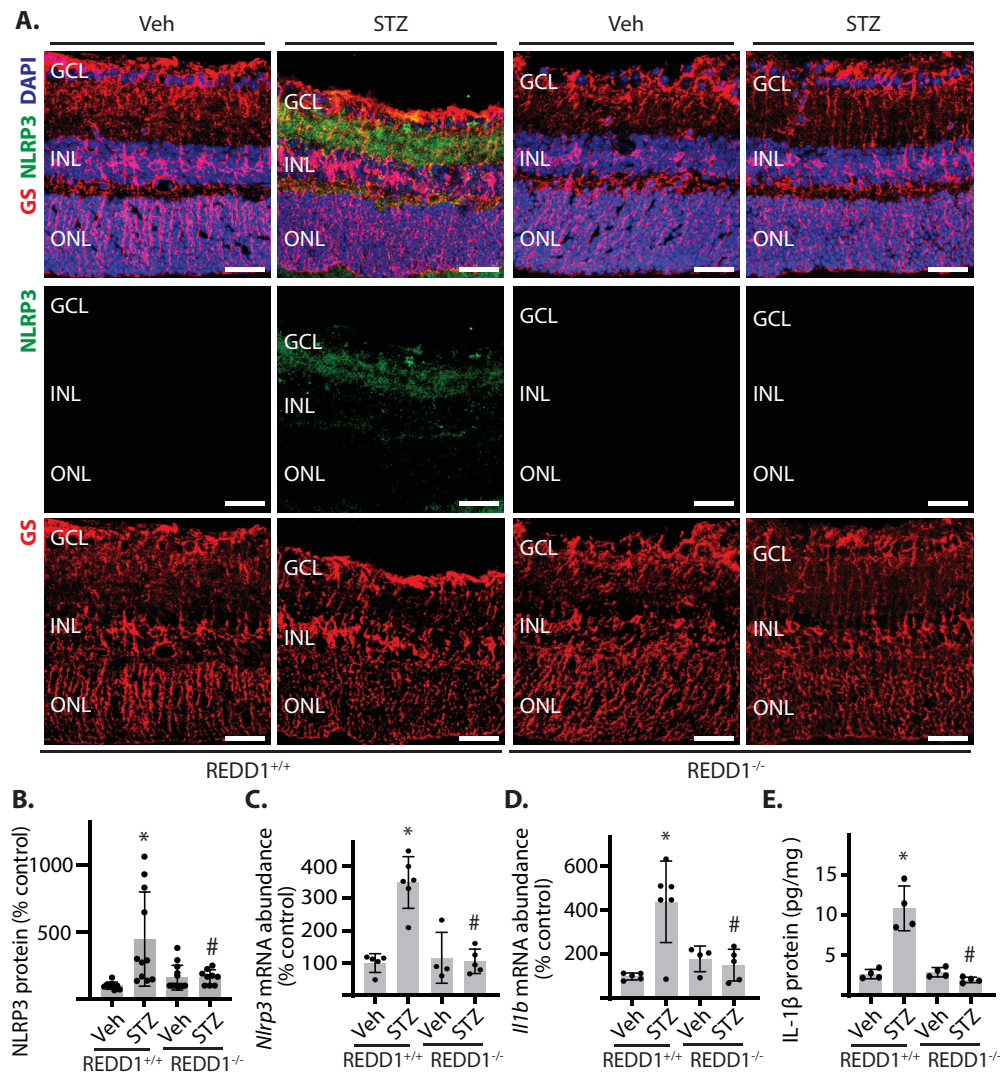 A.
Veh STZ Veh STZ
GS NLRP3 DAPI
GCL GCL GCL GCL
INL INL INL INL
ONL ONL ONL ONL
NLRP3
GCL GCL GCL GCL
INL INL INL INL
ONL ONL ONL ONL
GS
GCL GCL GCL GCL
INL INL INL INL
ONL ONL ONL ONL
REDD1+/+ REDD1-/-
B.
NLRP3 protein (% control)
1000
500
*
#
Veh STZ Veh STZ
REDD1+/+ REDD1-/-
C.
Nlrp3 mRNA abundance
(% control)
400
300
200
100
*
#
Veh STZ Veh STZ
REDD1+/+ REDD1-/-
D.
Il1b mRNA abundance
(% control)
600
400
200
*
#
Veh STZ Veh STZ
REDD1+/+ REDD1-/-
E.
IL-1β protein (pg/mg)
15
10
5
*
#
Veh STZ Veh STZ
REDD1+/+ REDD1-/-